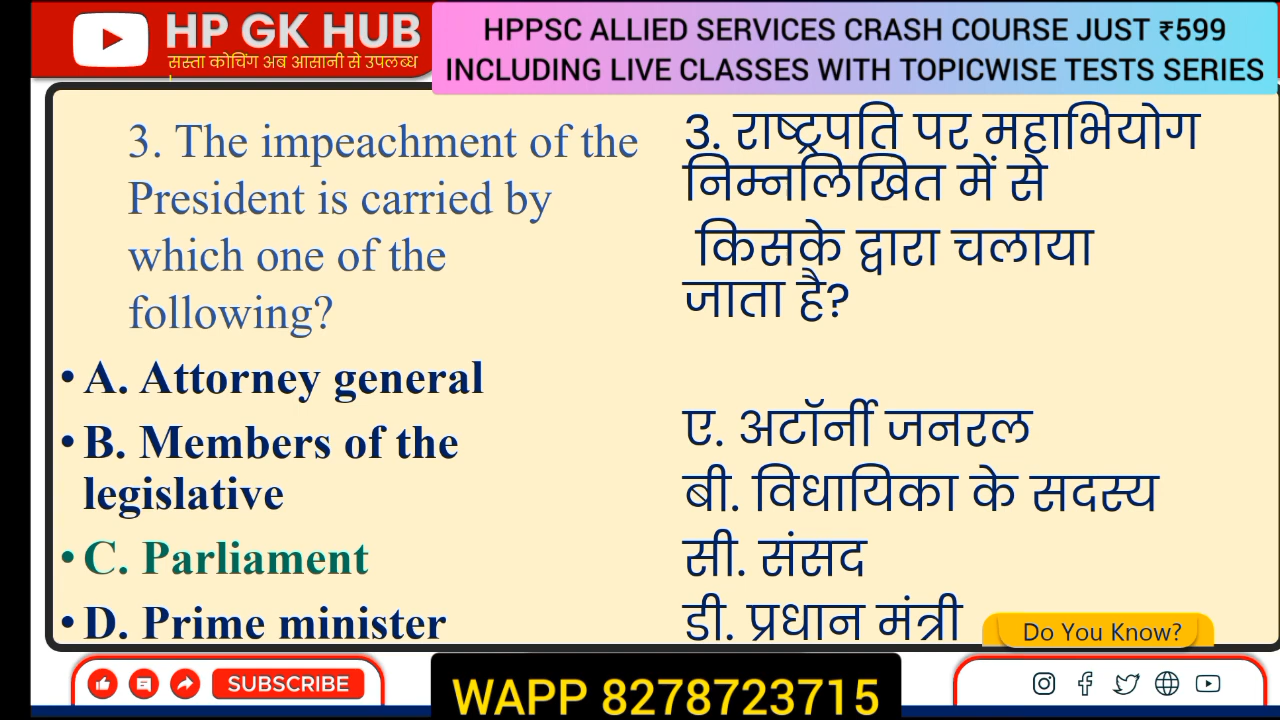 HP GK HUB
सस्ता कोचिंग अब आसानी से उपलब्ध
HPPSC ALLIED SERVICES CRASH COURSE JUST ₹599
INCLUDING LIVE CLASSES WITH TOPICWISE TESTS SERIES
3. The impeachment of the
President is carried by
which one of the
following?
• A. Attorney general
• B. Members of the
legislative
• C. Parliament
• D. Prime minister
3. राष्ट्रपति पर महाभियोग
निम्नलिखित में से
किसके द्वारा चलाया
जाता है?
ए. अटॉर्नी जनरल
बी. विधायिका के सदस्य
सी. संसद
डी. प्रधान मंत्री
Do You Know?
SUBSCRIBE
WAPP 8278723715